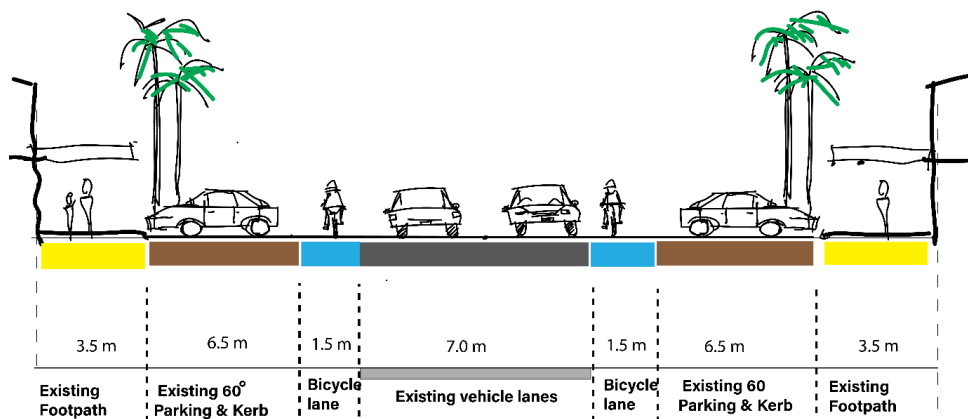 3.5 m 6.5 m 1.5 m 7.0 m 1.5 m 6.5 m 3.5 m
Existing
Footpath
Existing 60°
Parking & Kerb
Bicycle
lane
Existing vehicle lanes
Bicycle
lane
Existing 60
Parking & Kerb
Existing
Footpath